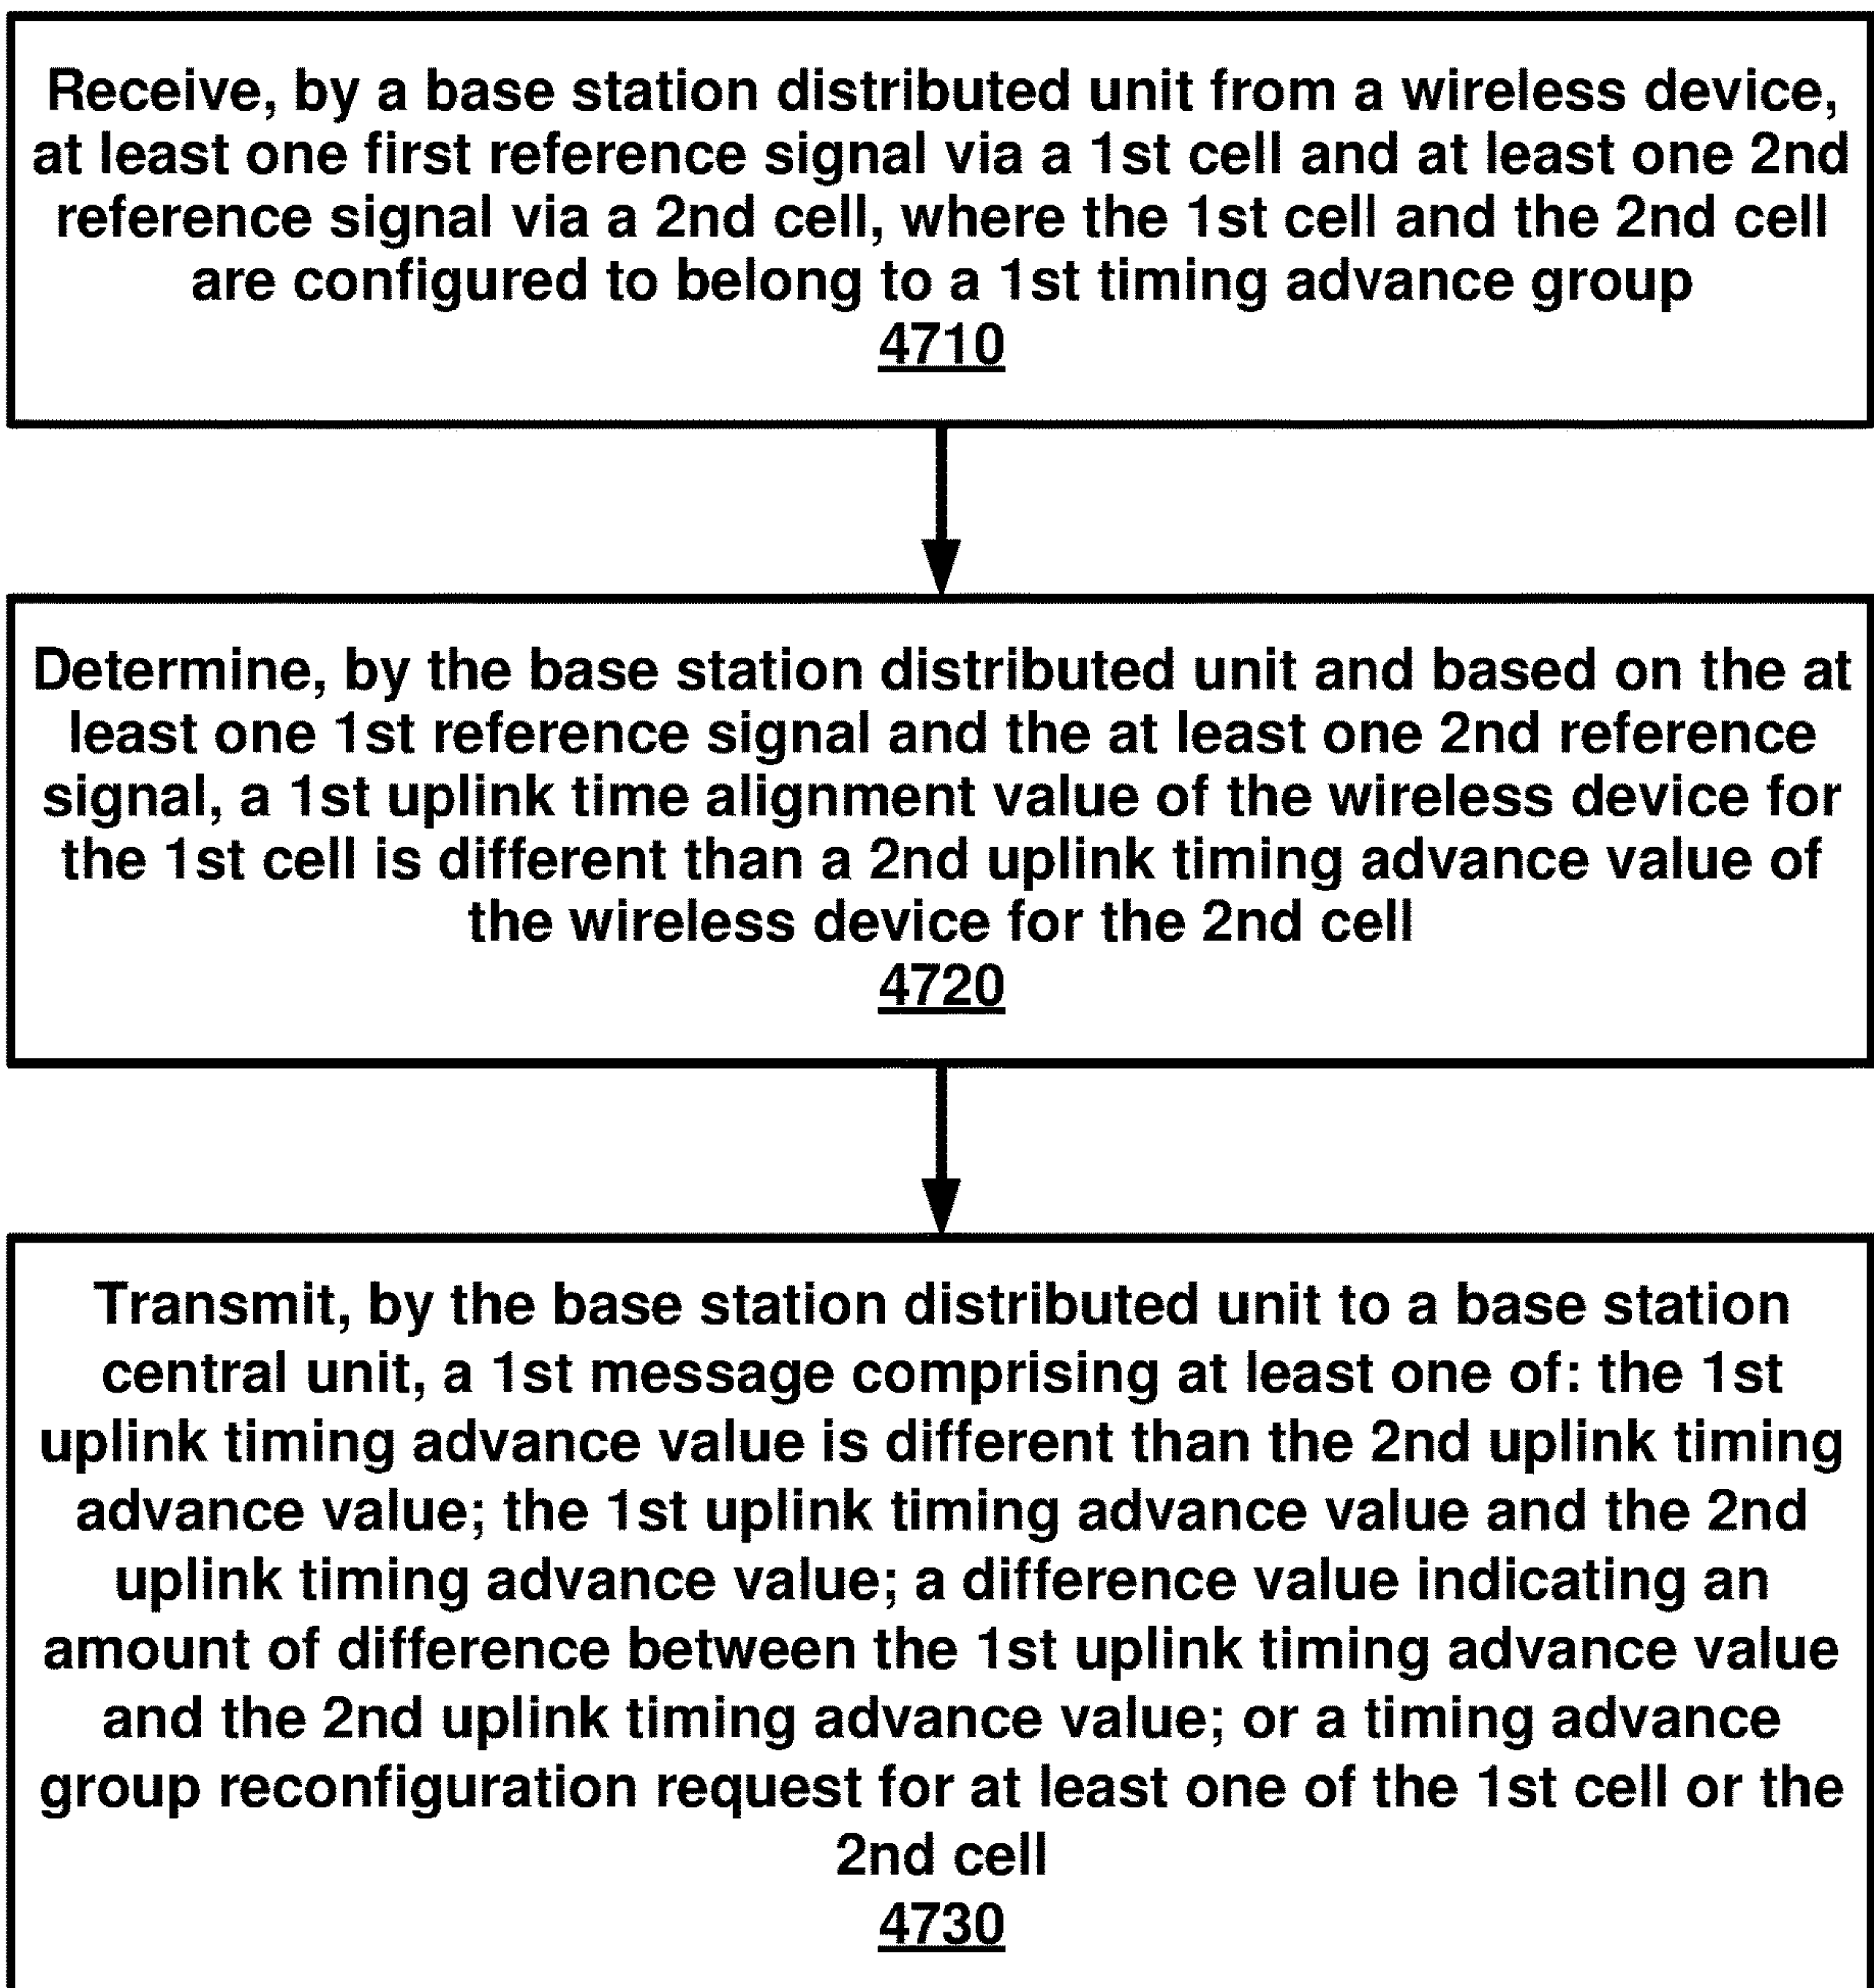 Receive, by a base station distributed unit from a wireless device,
at least one first reference signal via a 1st cell and at least one 2nd
reference signal via a 2nd cell, where the 1st cell and the 2nd cell
are configured to belong to a 1st timing advance group
4710
Determine, by the base station distributed unit and based on the at
least one 1st reference signal and the at least one 2nd reference
signal, a 1st uplink time alignment value of the wireless device for
the 1st cell is different than a 2nd uplink timing advance value of
the wireless device for the 2nd cell
4720
Transmit, by the base station distributed unit to a base station
central unit, a 1st message comprising at least one of: the 1st
uplink timing advance value is different than the 2nd uplink timing
advance value; the 1st uplink timing advance value and the 2nd
uplink timing advance value; a difference value indicating an
amount of difference between the 1st uplink timing advance value
and the 2nd uplink timing advance value; or a timing advance
group reconfiguration request for at least one of the 1st cell or the
2nd cell
4730